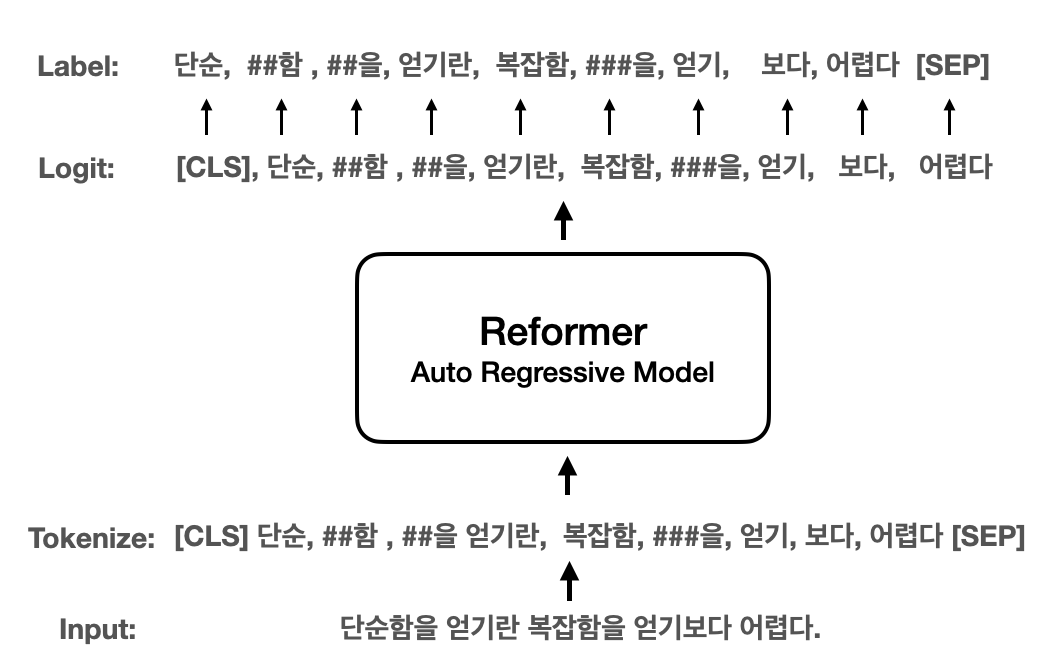 Label: 단순, ##함 , ##을, 얻기란, 복잡함, ###을, 얻기, 보다, 어렵다 [SEP]
Logit: [CLS], 단순, ##함 , ##을, 얻기란, 복잡함, ###을, 얻기, 보다, 어렵다
Reformer
Auto Regressive Model
Tokenize: [CLS] 단순, ##함 , ##을 얻기란, 복잡함, ###을, 얻기, 보다, 어렵다 [SEP]
Input: 단순함을 얻기란 복잡함을 얻기보다 어렵다.